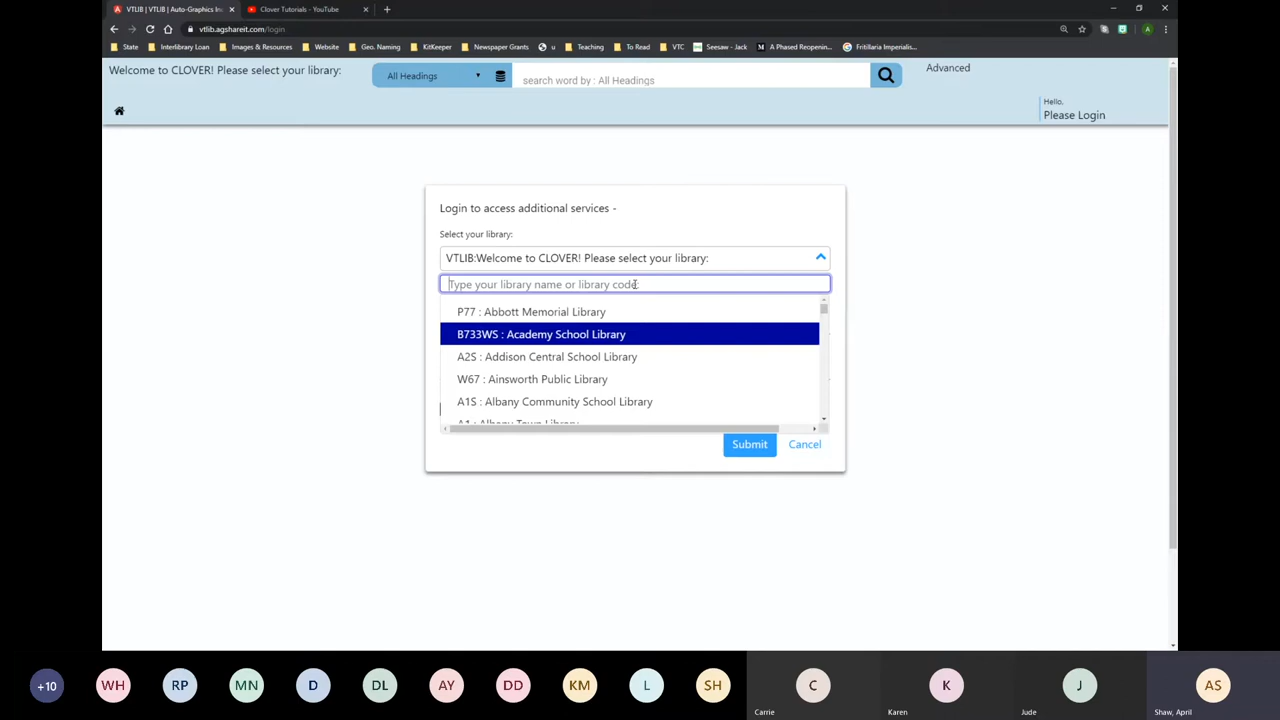 VTLIB | VTLIB | Auto-Graphics In
Clover Tutorials - YouTube
vtlib.agshareit.com/login
State Interlibrary Loan Images & Resources Website Geo. Naming KitKeeper Newspaper Grants u Teaching To Read VTC Seesaw - Jack A Phased Reopenin... Fritillaria Imperialis...
Welcome to CLOVER! Please select your library:
All Headings
search word by : All Headings
Advanced
Hello,
Please Login
Login to access additional services -
Select your library:
VTLIB:Welcome to CLOVER! Please select your library:
Type your library name or library code
P77 : Abbott Memorial Library
B733WS : Academy School Library
A2S : Addison Central School Library
W67 : Ainsworth Public Library
A1S : Albany Community School Library
A1 : Albany Town Library
Submit Cancel
+10 WH RP MN D DL AY DD KM L SH C K J AS
Carrie Karen Jude Shaw, April